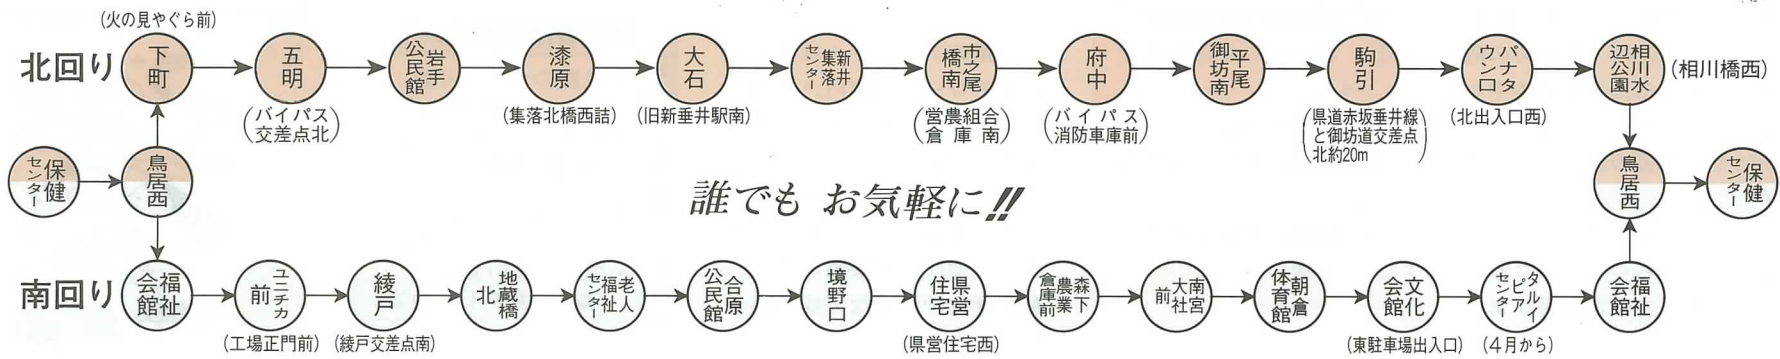 (火の見やぐら前)
北回り
下町
五明
岩手公民館
漆原
大石
新井集落センター
市之尾橋南
府中
平尾御坊南
駒引
パナタウン口
相川水辺公園
(相川橋西)
(バイパス
交差点北)
(集落北橋西詰)
(旧新垂井駅南)
(営農組合
倉庫南)
(バイパス
消防車庫前)
(県道赤坂垂井線
と御坊道交差点
北約20m)
(北出入口西)
保健センター
鳥居西
誰でも お気軽に!!
鳥居西
保健センター
南回り
福祉会館
ユニチカ前
綾戸
地蔵橋北
老人福祉センター
合原公民館
境野口
県営住宅
森下農業倉庫前
南宮大社前
朝倉体育館
文化会館
タルイピアセンター
福祉会館
(工場正門前)
(綾戸交差点南)
(県営住宅西)
(東駐車場出入口)
(4月から)